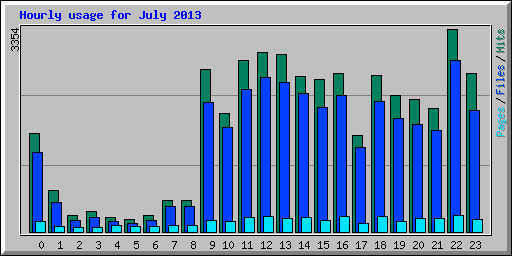 Hourly usage for July 2013
3354
Pages/Files/Hits
0 1 2 3 4 5 6 7 8 9 10 11 12 13 14 15 16 17 18 19 20 21 22 23